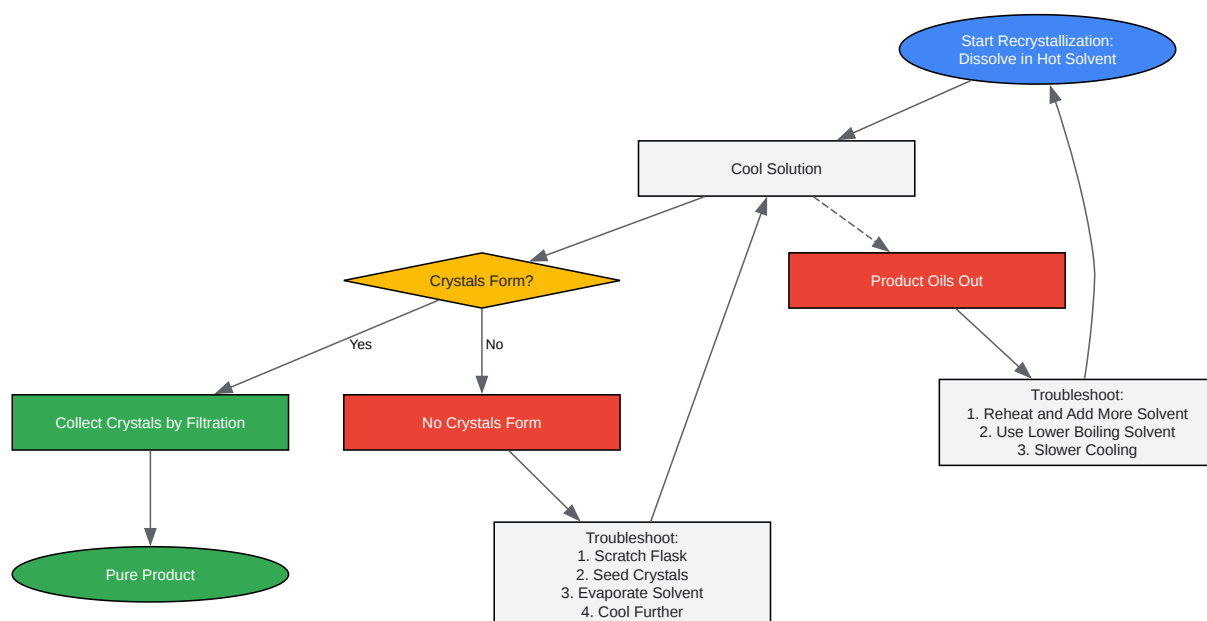 Start Recrystallization:
Dissolve in Hot Solvent
Cool Solution
Crystals Form?
Product Oils Out
Yes
No
Troubleshoot:
1. Reheat and Add More Solvent
2. Use Lower Boiling Solvent
3. Slower Cooling
Collect Crystals by Filtration
No Crystals Form
Troubleshoot:
1. Scratch Flask
2. Seed Crystals
3. Evaporate Solvent
4. Cool Further
Pure Product